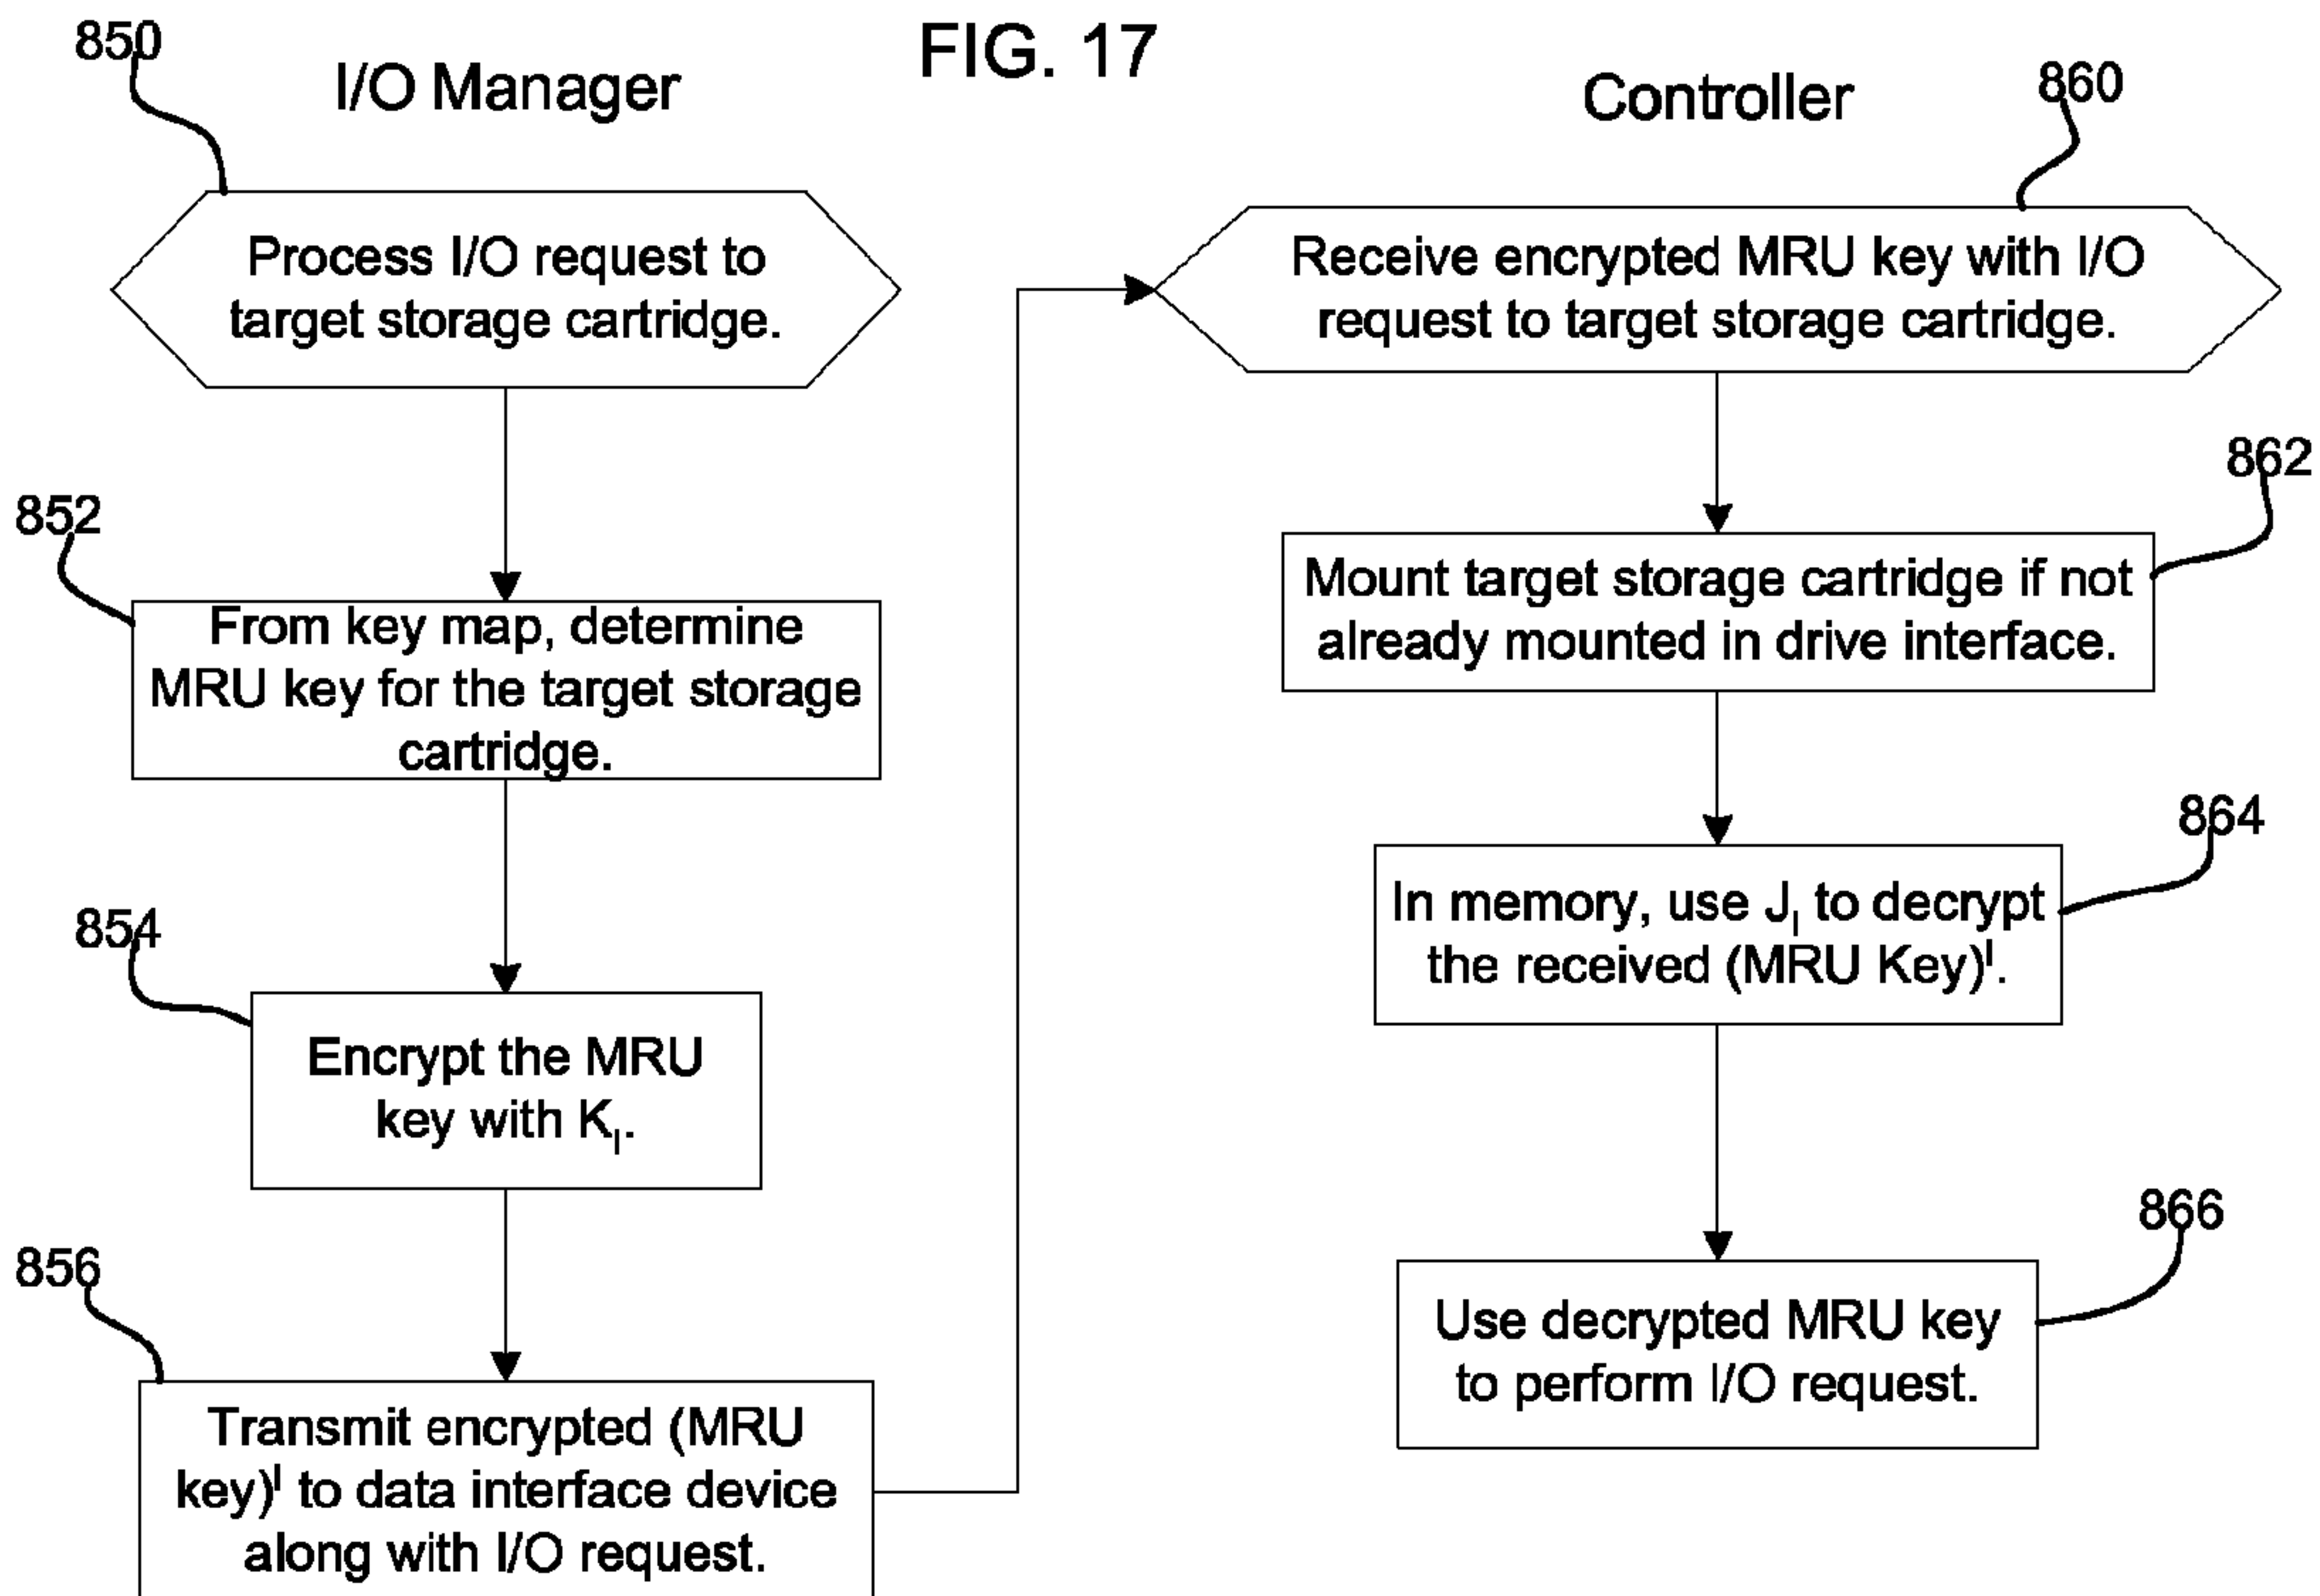 FIG. 17
850
I/O Manager
Process I/O request to
target storage cartridge.
852
From key map, determine
MRU key for the target storage
cartridge.
854
Encrypt the MRU
key with K_I.
856
Transmit encrypted (MRU
key)^I to data interface device
along with I/O request.
Controller
860
Receive encrypted MRU key with I/O
request to target storage cartridge.
862
Mount target storage cartridge if not
already mounted in drive interface.
864
In memory, use J_I to decrypt
the received (MRU Key)^I.
866
Use decrypted MRU key
to perform I/O request.